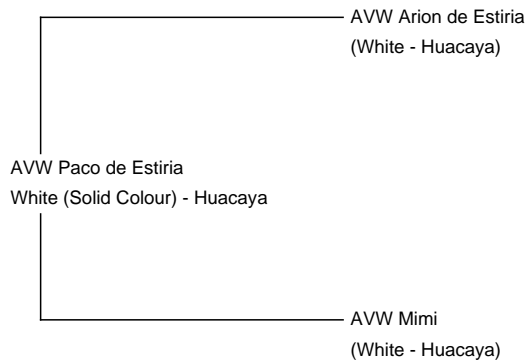 AVW Arion de Estiria
(White - Huacaya)
AVW Paco de Estiria
White (Solid Colour) - Huacaya
AVW Mimi
(White - Huacaya)